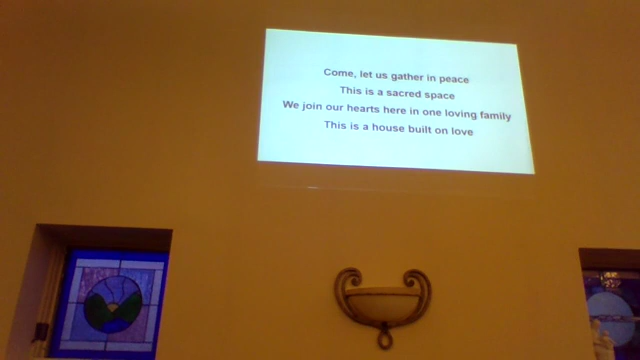 Come, let us gather in peace
This is a sacred space
We join our hearts here in one loving family
This is a house built on love